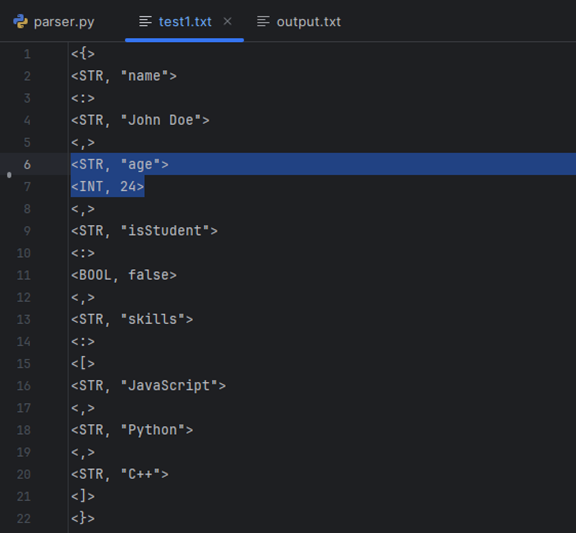 parser.py test1.txt output.txt
1 <{>
2 <STR, "name">
3 <:>
4 <STR, "John Doe">
5 <,>
6 <STR, "age">
7 <INT, 24>
8 <,>
9 <STR, "isStudent">
10 <:>
11 <BOOL, false>
12 <,>
13 <STR, "skills">
14 <:>
15 <[>
16 <STR, "JavaScript">
17 <,>
18 <STR, "Python">
19 <,>
20 <STR, "C++">
21 <]>
22 <}>